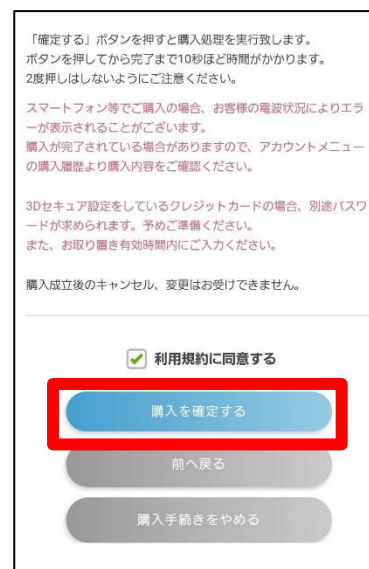 「確定する」ボタンを押すと購入処理を実行致します。
ボタンを押してから完了まで10秒ほど時間がかかります。
2度押しはしないようにご注意ください。
スマートフォン等でご購入の場合、お客様の電波状況によりエラ
ーが表示されることがございます。
購入が完了されている場合がありますので、アカウントメニュー
の購入履歴より購入内容をご確認ください。
3Dセキュア設定をしているクレジットカードの場合、別途パスワ
ードが求められます。予めご準備ください。
また、お取り置き有効時間内にご入力ください。
購入成立後のキャンセル、変更はお受けできません。
利用規約に同意する
購入を確定する
前へ戻る
購入手続きをやめる